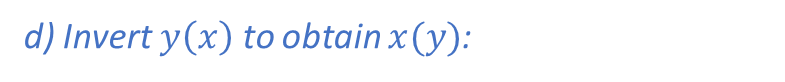 d) Invert y(x) to obtain x(y):